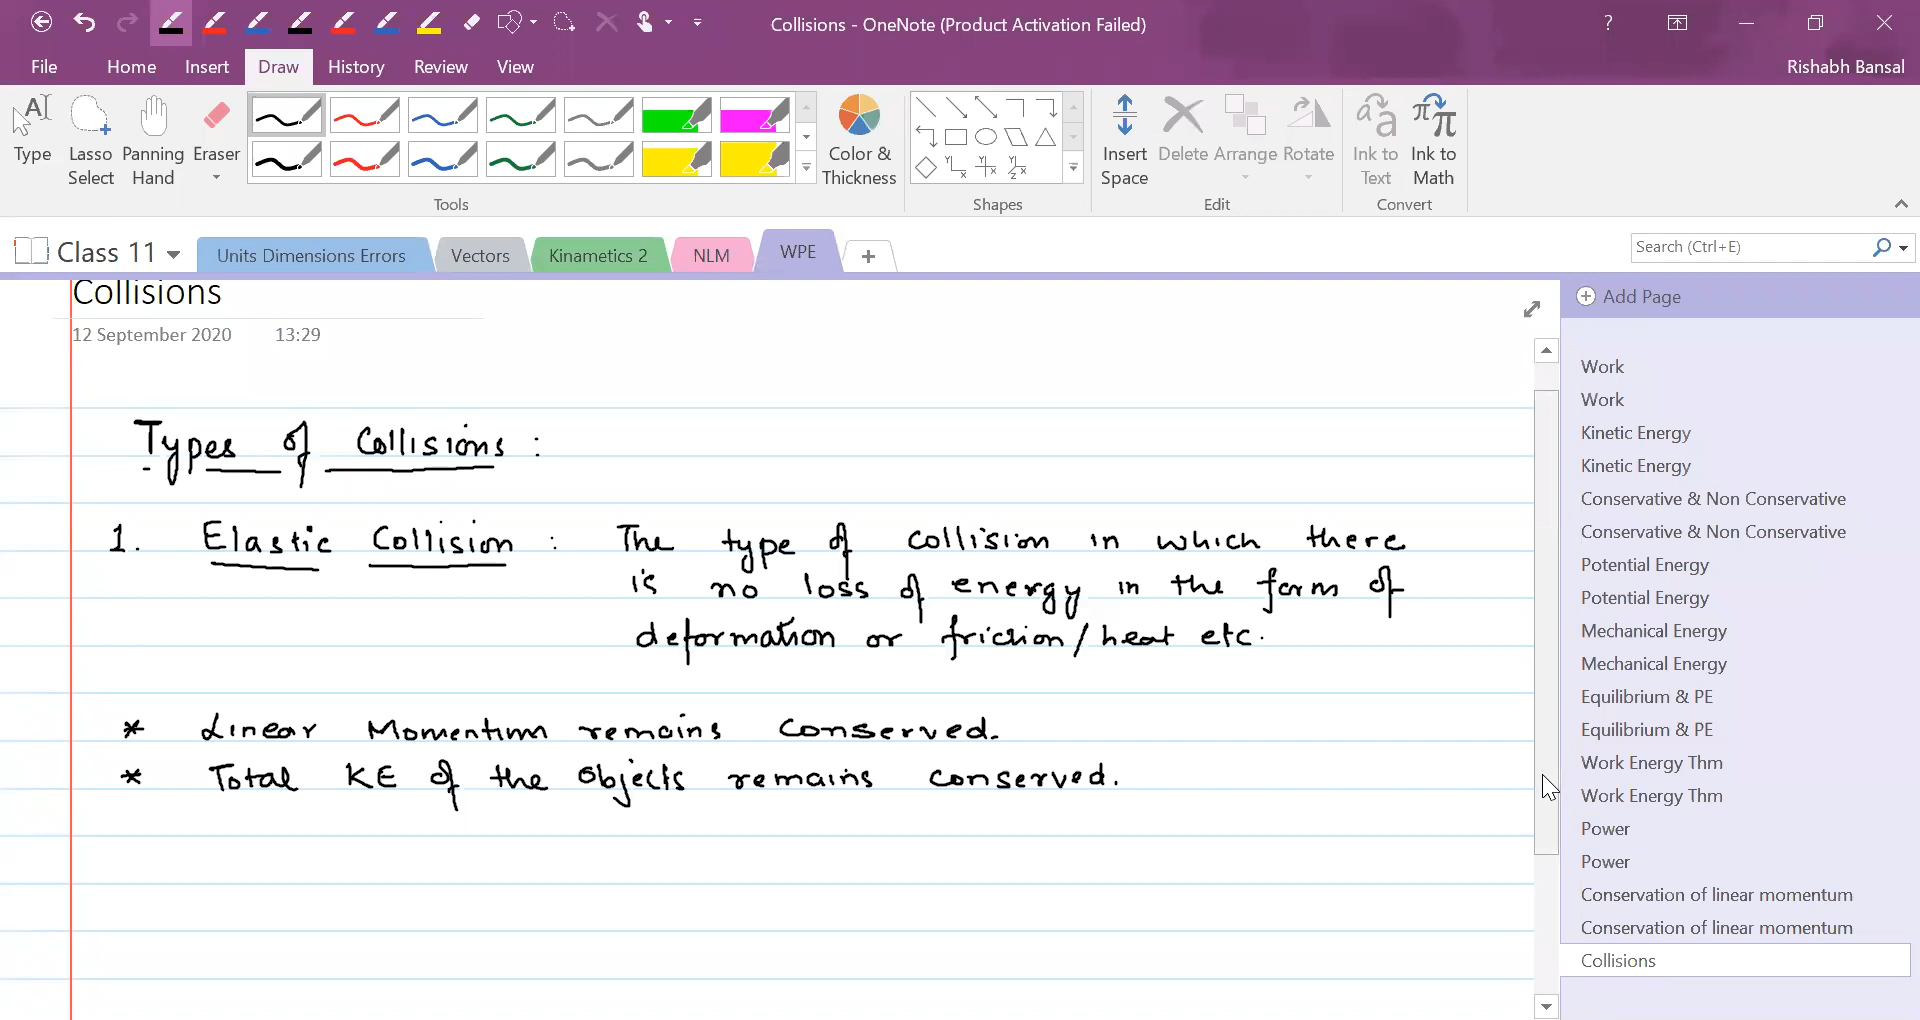 Collisions - OneNote (Product Activation Failed)
?
File Home Insert Draw History Review View
Rishabh Bansal
Type
Lasso Select
Panning Hand
Eraser
Color & Thickness
Insert Space
Delete
Arrange
Rotate
Ink to Text
Ink to Math
Tools
Shapes
Edit
Convert
Class 11
Units Dimensions Errors
Vectors
Kinametics 2
NLM
WPE
Search (Ctrl+E)
Collisions
12 September 2020 13:29
Types of Collisions :
1. Elastic Collision : The type of collision in which there
is no loss of energy in the form of
deformation or friction/heat etc.
* Linear Momentum remains conserved.
* Total KE of the objects remains conserved.
Add Page
Work
Work
Kinetic Energy
Kinetic Energy
Conservative & Non Conservative
Conservative & Non Conservative
Potential Energy
Potential Energy
Mechanical Energy
Mechanical Energy
Equilibrium & PE
Equilibrium & PE
Work Energy Thm
Work Energy Thm
Power
Power
Conservation of linear momentum
Conservation of linear momentum
Collisions